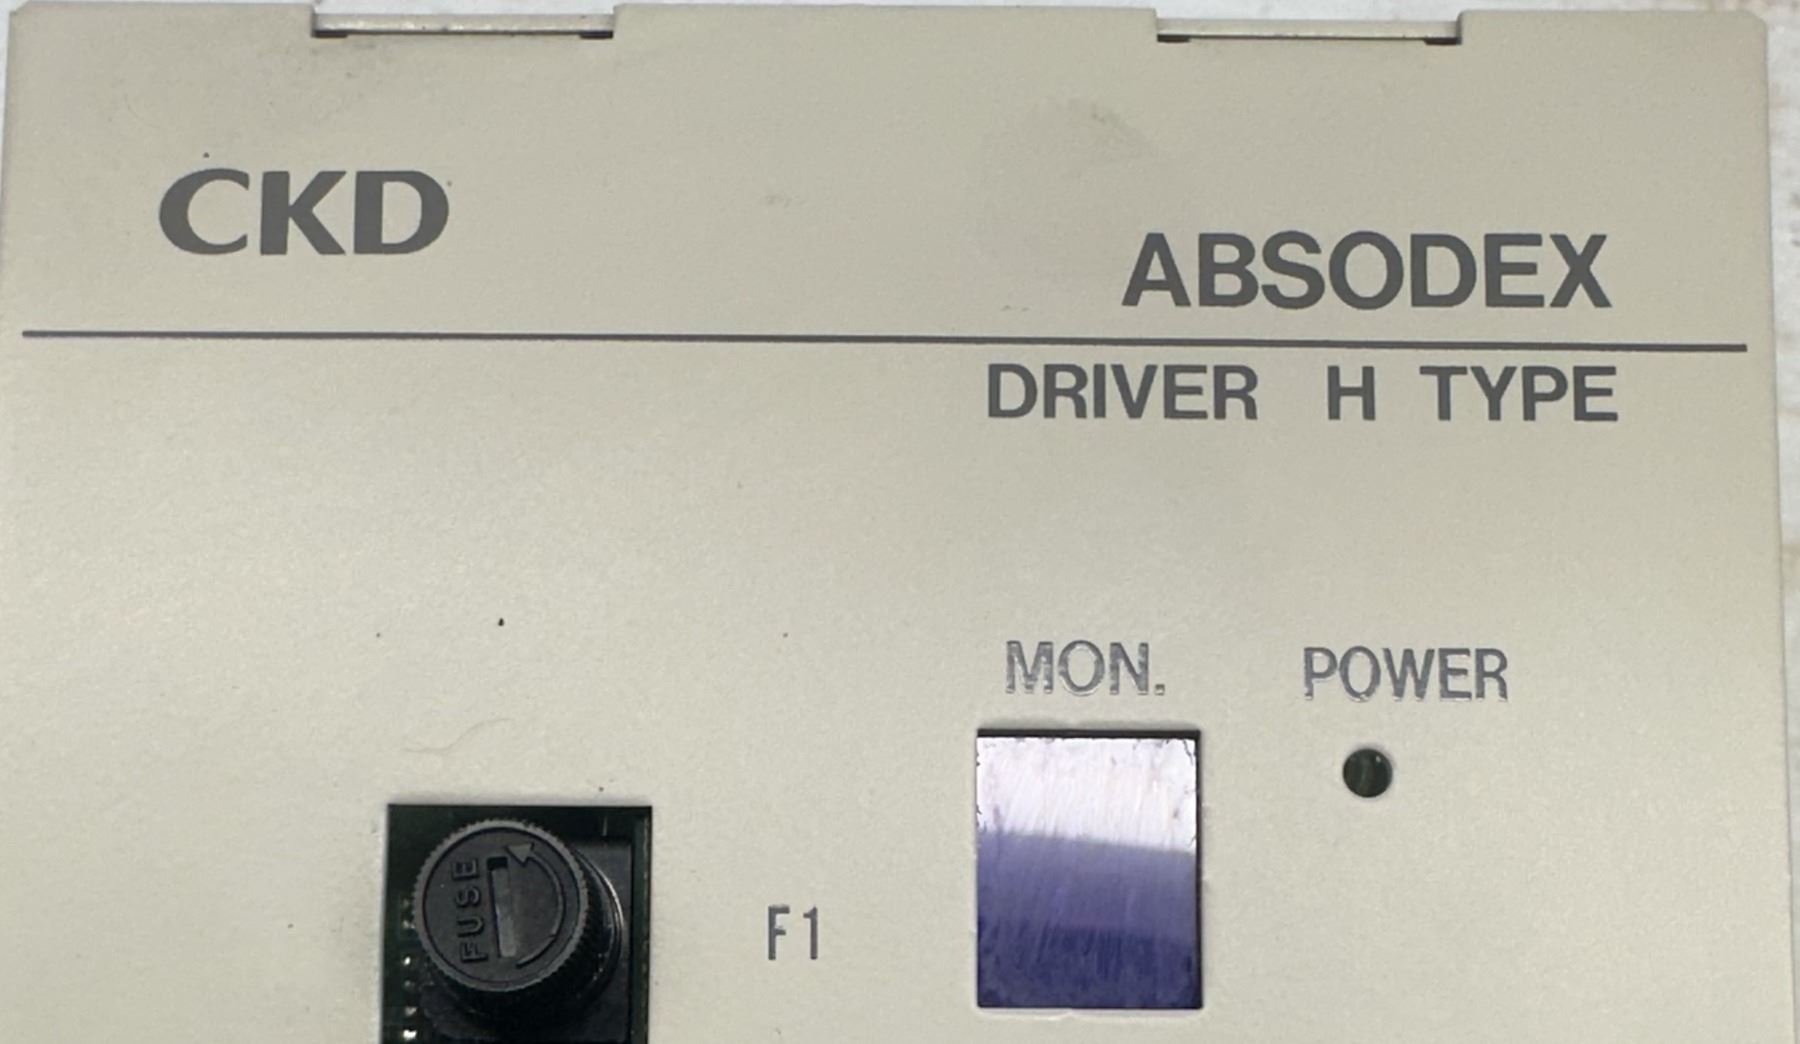 CKD
ABSODEX
DRIVER H TYPE
MON.
POWER
FUSE
F1